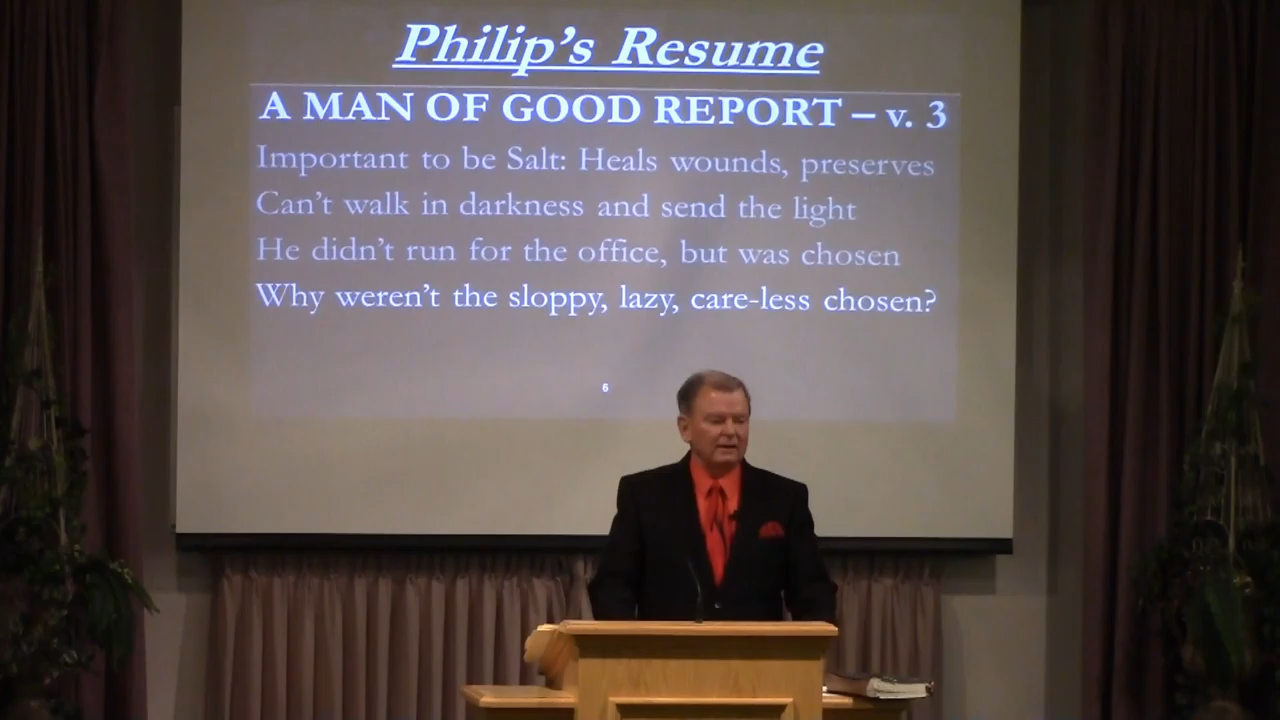 Philip's Resume
A MAN OF GOOD REPORT – v. 3
Important to be Salt: Heals wounds, preserves
Can't walk in darkness and send the light
He didn't run for the office, but was chosen
Why weren't the sloppy, lazy, care-less chosen?
6